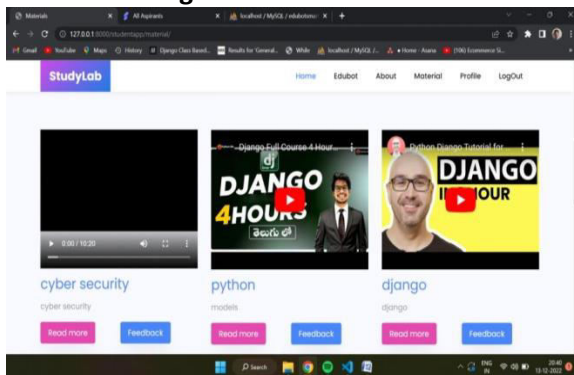 Materials
All Aspirants
localhost / MySQL / edubotmous
127.0.0.1:8000/studentapp/material/
Gmail YouTube Maps History Django Class Based... Results for General... While localhost / MySQL /... Home - Asana (106) Ecommerce S...
StudyLab
Home Edubot About Material Profile LogOut
0:00 / 10:20
Django Full Course 4 Hour...
dj
DJANGO
4HOURS
తెలుగు లో
Python Django Tutorial for
DJANGO
HOUR
cyber security
cyber security
Read more Feedback
python
models
Read more Feedback
django
django
Read more Feedback
Search
ENG
IN
20:40
13-12-2022